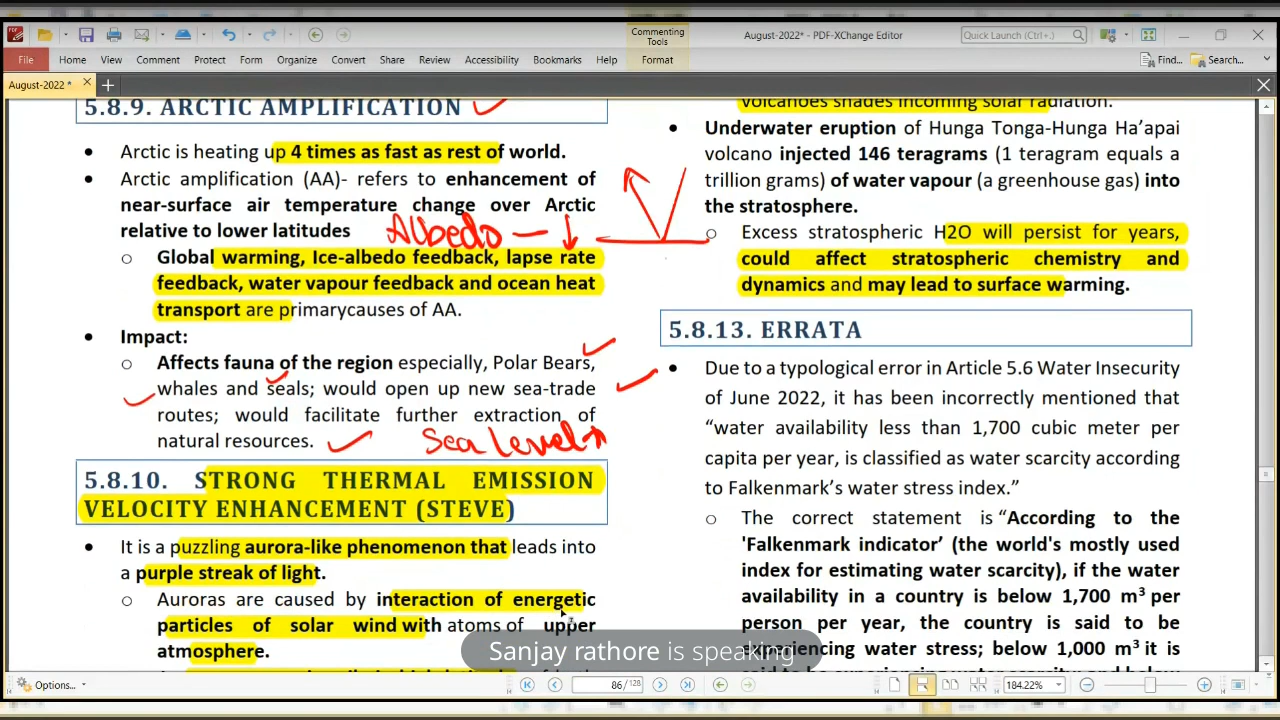 Commenting Tools
August-2022* - PDF-XChange Editor
Quick Launch (Ctrl+.)
File Home View Comment Protect Form Organize Convert Share Review Accessibility Bookmarks Help Format
Find... Search...
August-2022 *
5.8.9. ARCTIC AMPLIFICATION
Arctic is heating up 4 times as fast as rest of world.
Arctic amplification (AA)- refers to enhancement of
near-surface air temperature change over Arctic
relative to lower latitudes
Albedo
Global warming, Ice-albedo feedback, lapse rate
feedback, water vapour feedback and ocean heat
transport are primarycauses of AA.
Impact:
Affects fauna of the region especially, Polar Bears,
whales and seals; would open up new sea-trade
routes; would facilitate further extraction of
natural resources.
Sea level
5.8.10. STRONG THERMAL EMISSION
VELOCITY ENHANCEMENT (STEVE)
It is a puzzling aurora-like phenomenon that leads into
a purple streak of light.
Auroras are caused by interaction of energetic
particles of solar wind with atoms of upper
atmosphere.
volcanoes shades incoming solar radiation.
Underwater eruption of Hunga Tonga-Hunga Ha'apai
volcano injected 146 teragrams (1 teragram equals a
trillion grams) of water vapour (a greenhouse gas) into
the stratosphere.
Excess stratospheric H2O will persist for years,
could affect stratospheric chemistry and
dynamics and may lead to surface warming.
5.8.13. ERRATA
Due to a typological error in Article 5.6 Water Insecurity
of June 2022, it has been incorrectly mentioned that
“water availability less than 1,700 cubic meter per
capita per year, is classified as water scarcity according
to Falkenmark’s water stress index.”
The correct statement is “According to the
'Falkenmark indicator’ (the world's mostly used
index for estimating water scarcity), if the water
availability in a country is below 1,700 m³ per
person per year, the country is said to be
experiencing water stress; below 1,000 m³ it is
Sanjay rathore is speaking
Options...
86 / 128
184.22%